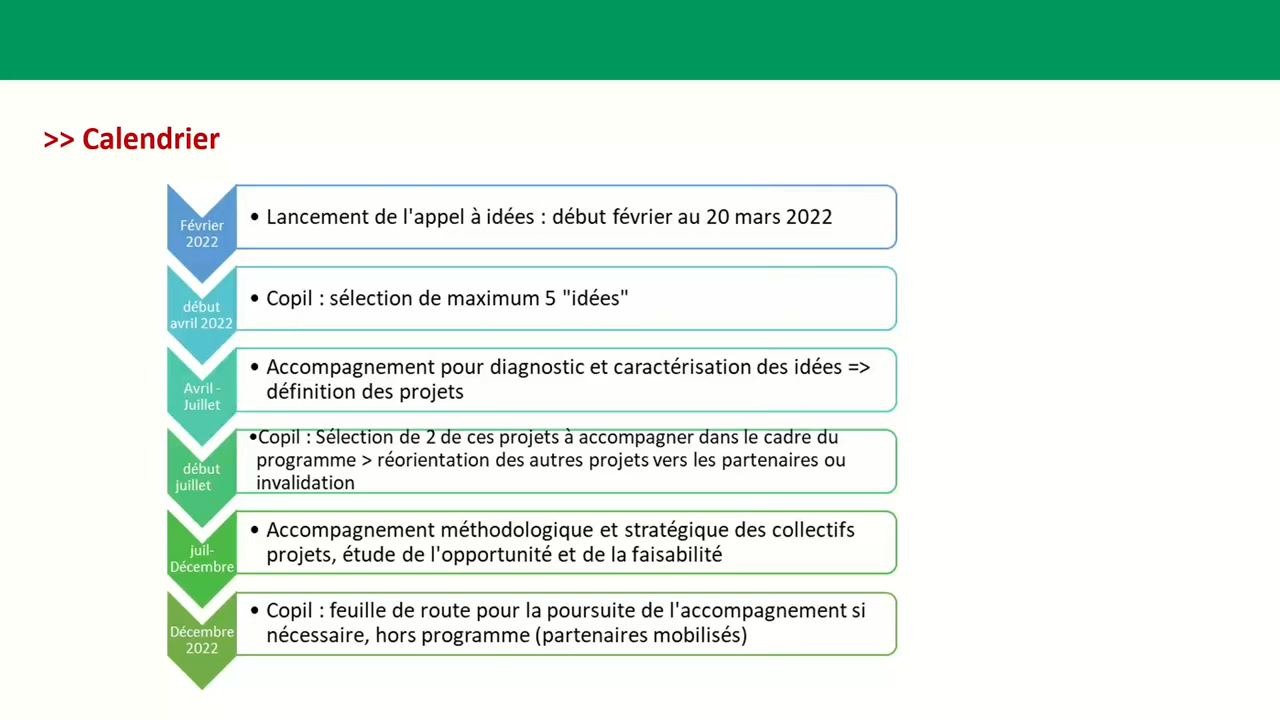 >> Calendrier
Février
2022
• Lancement de l'appel à idées : début février au 20 mars 2022
début
avril 2022
• Copil : sélection de maximum 5 "idées"
Avril -
Juillet
• Accompagnement pour diagnostic et caractérisation des idées =>
définition des projets
début
juillet
•Copil : Sélection de 2 de ces projets à accompagner dans le cadre du
programme > réorientation des autres projets vers les partenaires ou
invalidation
juil-
Décembre
• Accompagnement méthodologique et stratégique des collectifs
projets, étude de l'opportunité et de la faisabilité
Décembre
2022
• Copil : feuille de route pour la poursuite de l'accompagnement si
nécessaire, hors programme (partenaires mobilisés)